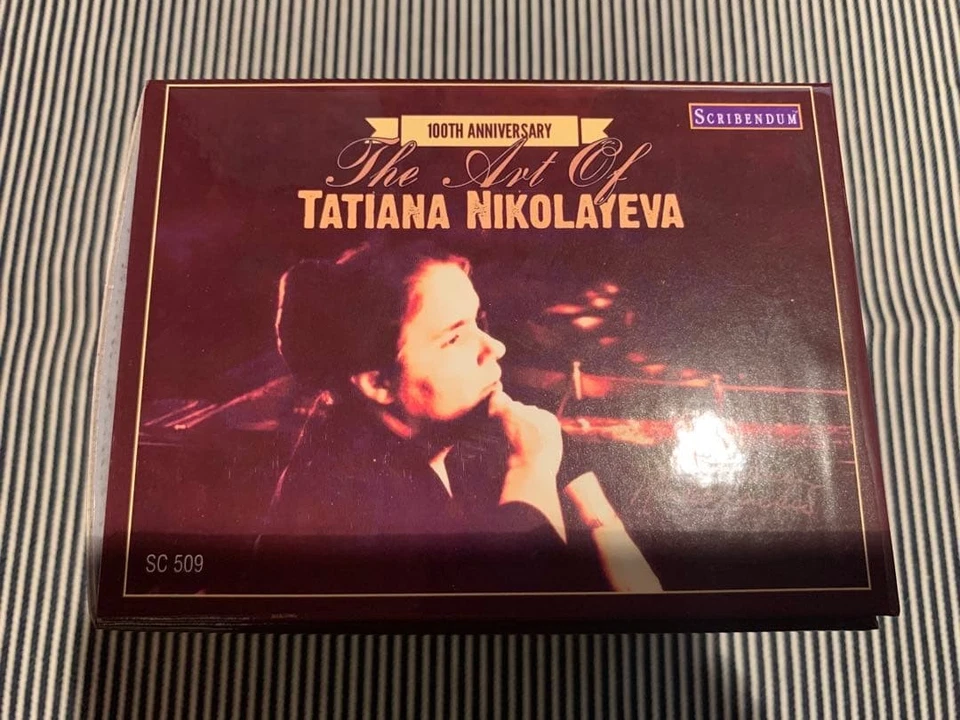 SCRIBENDUM
100TH ANNIVERSARY
The Art Of
TATIANA NIKOLAYEVA
SC 509